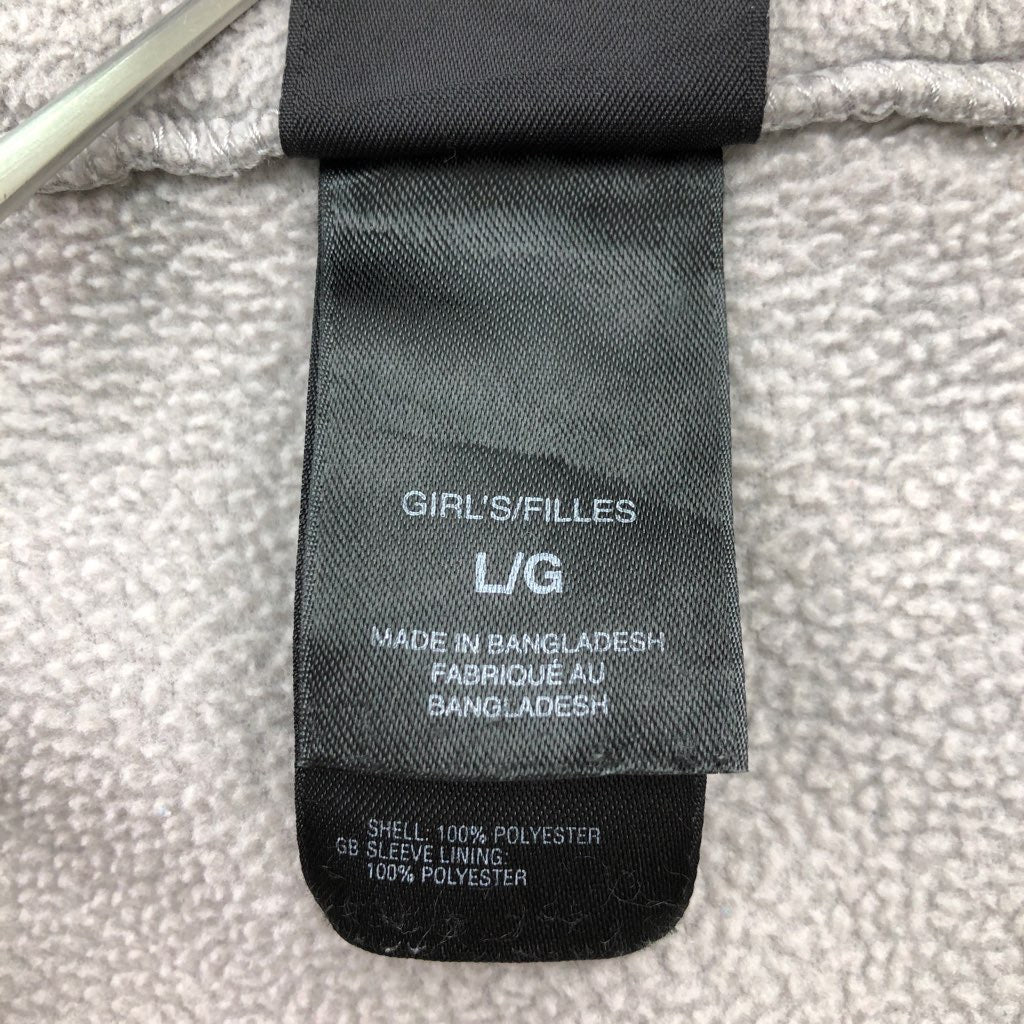 GIRL'S/FILLES
L/G
MADE IN BANGLADESH
FABRIQUÉ AU
BANGLADESH
SHELL: 100% POLYESTER
GB SLEEVE LINING:
100% POLYESTER